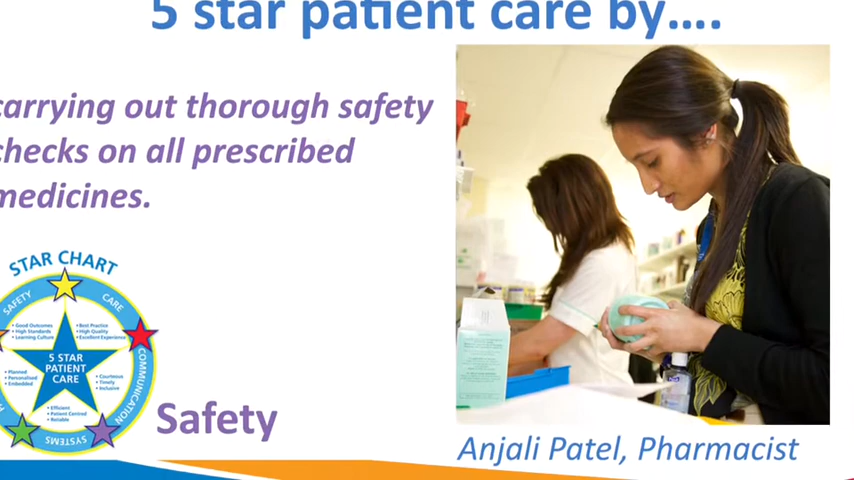 5 star patient care by....
carrying out thorough safety
checks on all prescribed
medicines.
STAR CHART
SAFETY
CARE
• Good Outcomes
• High Standards
• Learning Culture
• Best Practice
• High Quality
• Excellent Experience
5 STAR
PATIENT
CARE
• Planned
• Personalised
• Embedded
• Courteous
• Timely
• Inclusive
• Efficient
• Patient Centred
• Reliable
COMMUNICATION
SYSTEMS
Safety
Anjali Patel, Pharmacist